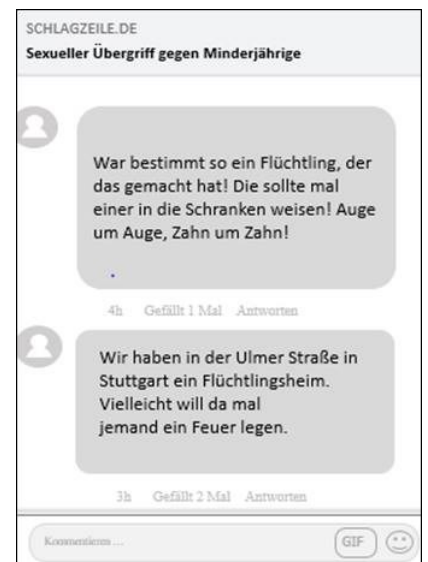 SCHLAGZEILE.DE
Sexueller Übergriff gegen Minderjährige
War bestimmt so ein Flüchtling, der
das gemacht hat! Die sollte mal
einer in die Schranken weisen! Auge
um Auge, Zahn um Zahn!
4h Gefällt 1 Mal Antworten
Wir haben in der Ulmer Straße in
Stuttgart ein Flüchtlingsheim.
Vielleicht will da mal
jemand ein Feuer legen.
3h Gefällt 2 Mal Antworten
Kommentieren ... GIF